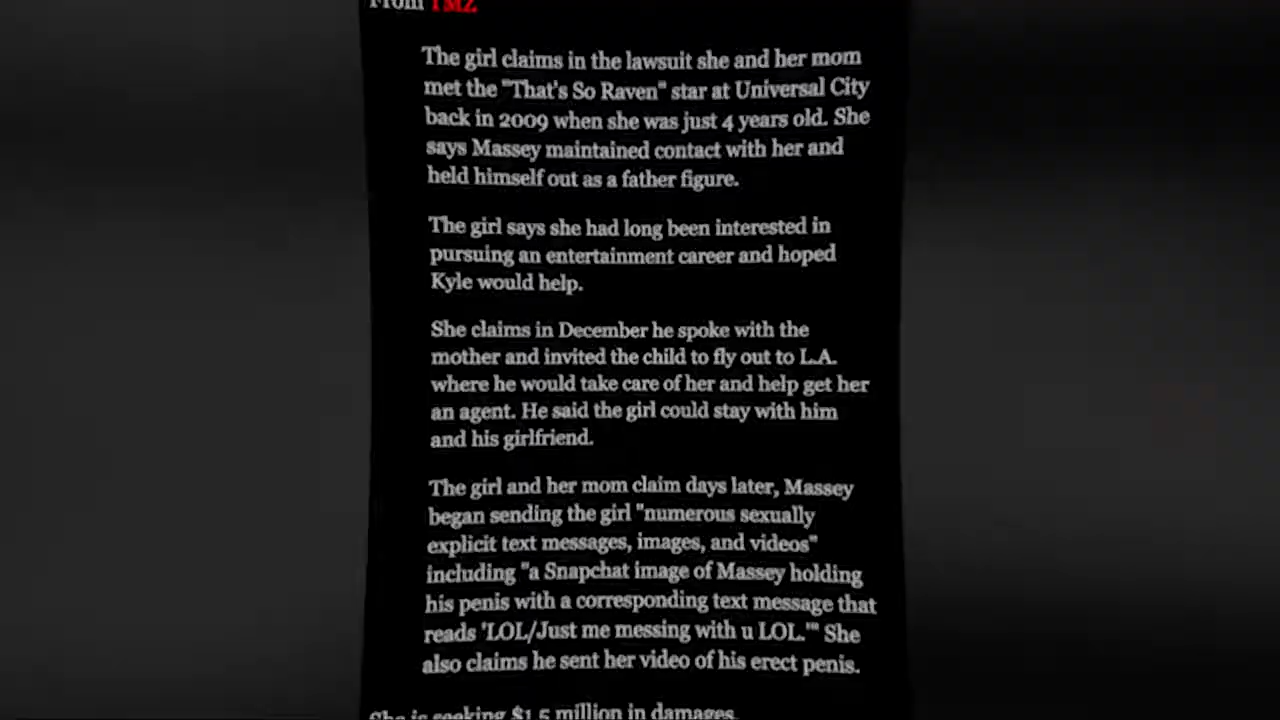 From TMZ
The girl claims in the lawsuit she and her mom
met the "That's So Raven" star at Universal City
back in 2009 when she was just 4 years old. She
says Massey maintained contact with her and
held himself out as a father figure.
The girl says she had long been interested in
pursuing an entertainment career and hoped
Kyle would help.
She claims in December he spoke with the
mother and invited the child to fly out to L.A.
where he would take care of her and help get her
an agent. He said the girl could stay with him
and his girlfriend.
The girl and her mom claim days later, Massey
began sending the girl "numerous sexually
explicit text messages, images, and videos"
including "a Snapchat image of Massey holding
his penis with a corresponding text message that
reads 'LOL/Just me messing with u LOL.'" She
also claims he sent her video of his erect penis.
She is seeking $1.5 million in damages.